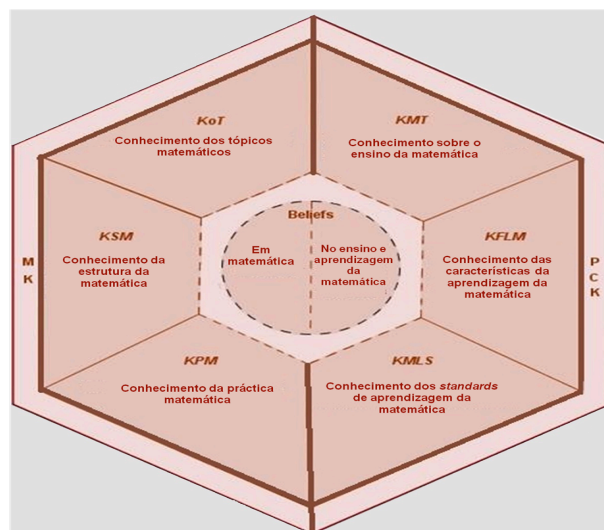 KoT
Conhecimento dos tópicos
matemáticos
KMT
Conhecimento sobre o
ensino da matemática
Beliefs
Em
matemática
No ensino e
aprendizagem
da
matemática
KSM
Conhecimento da
estrutura da
matemática
KFLM
Conhecimento das
características da
aprendizagem da
matemática
M
K
P
C
K
KPM
Conhecimento da práctica
matemática
KMLS
Conhecimento dos standards
de aprendizagem da
matemática